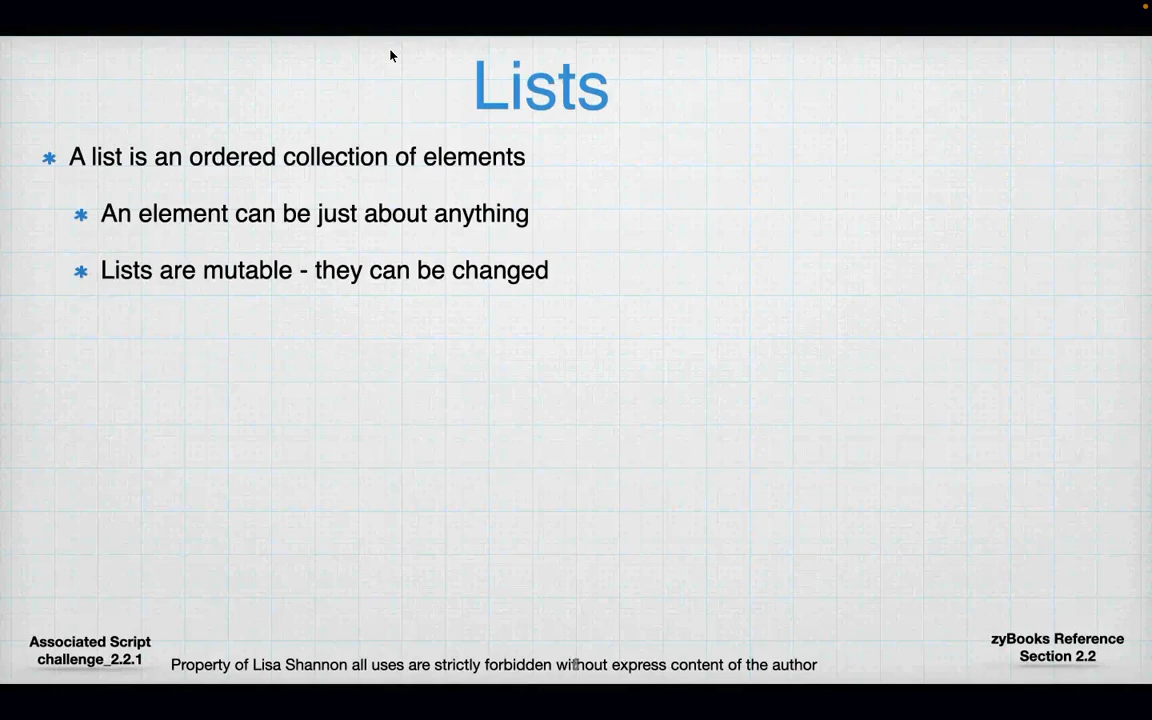 Lists
* A list is an ordered collection of elements
* An element can be just about anything
* Lists are mutable - they can be changed
Associated Script
challenge_2.2.1
Property of Lisa Shannon all uses are strictly forbidden without express content of the author
zyBooks Reference
Section 2.2